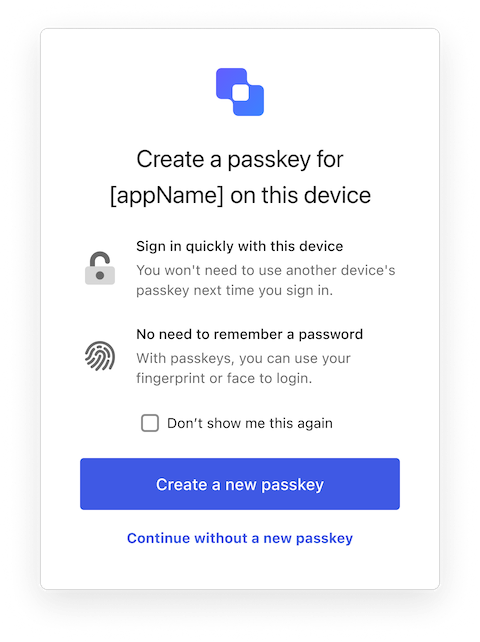 Create a passkey for
[appName] on this device
Sign in quickly with this device
You won't need to use another device's
passkey next time you sign in.
No need to remember a password
With passkeys, you can use your
fingerprint or face to login.
Don’t show me this again
Create a new passkey
Continue without a new passkey